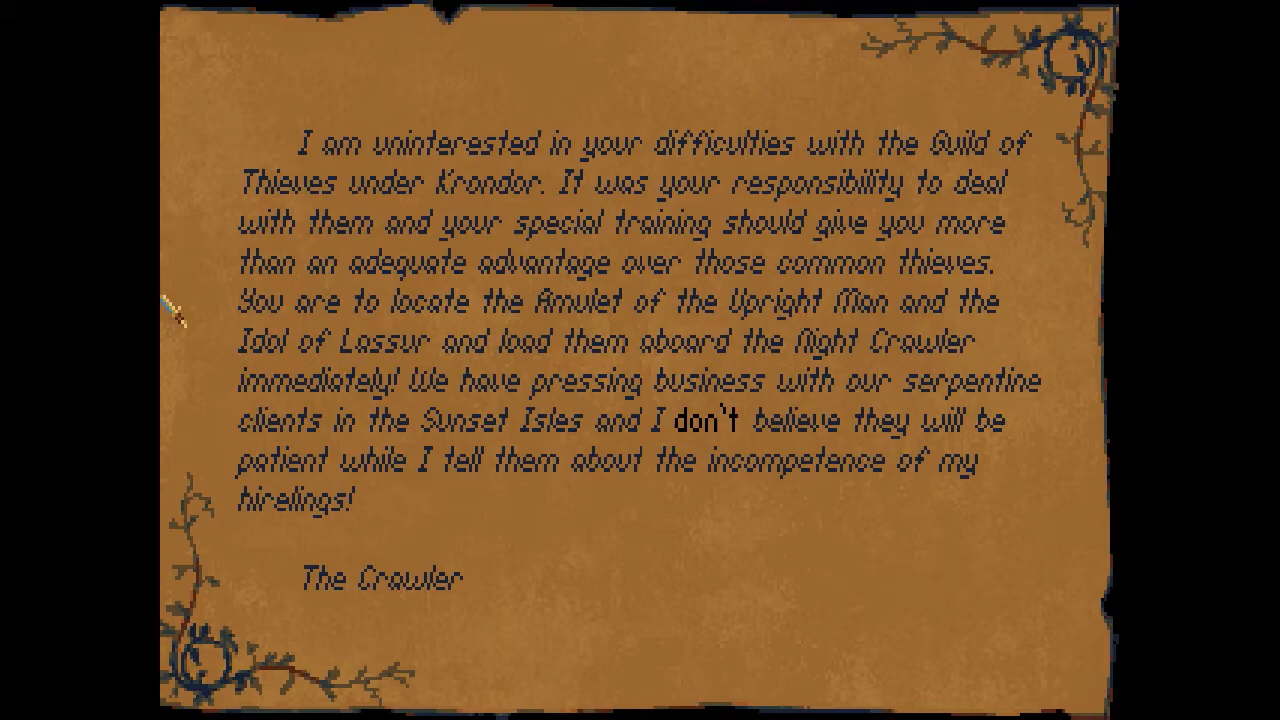 I am uninterested in your difficulties with the Guild of
Thieves under Krondor. It was your responsibility to deal
with them and your special training should give you more
than an adequate advantage over those common thieves.
You are to locate the Amulet of the Upright Man and the
Idol of Lassur and load them aboard the Night Crawler
immediately! We have pressing business with our serpentine
clients in the Sunset Isles and I don't believe they will be
patient while I tell them about the incompetence of my
hirelings!
The Crawler